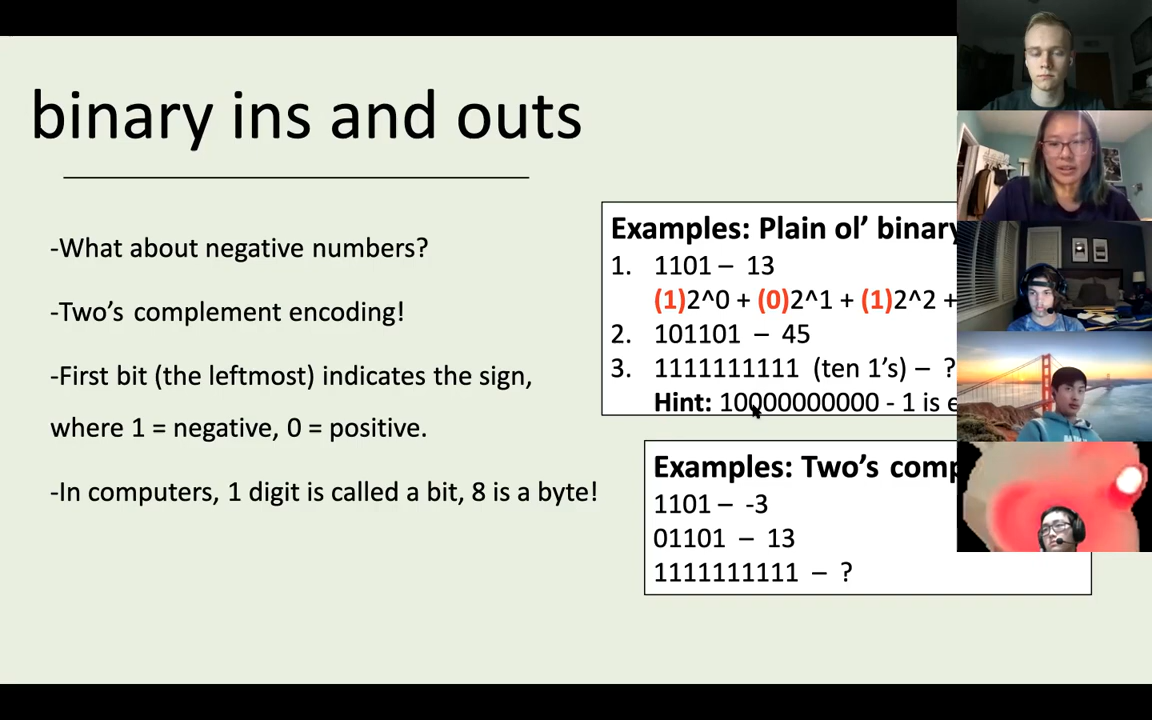 binary ins and outs
-What about negative numbers?
-Two's complement encoding!
-First bit (the leftmost) indicates the sign,
where 1 = negative, 0 = positive.
-In computers, 1 digit is called a bit, 8 is a byte!
Examples: Plain ol’ binary
1. 1101 – 13
(1)2^0 + (0)2^1 + (1)2^2 +
2. 101101 – 45
3. 1111111111 (ten 1’s) – ?
Hint: 10000000000 - 1 is
Examples: Two’s
1101 – -3
01101 – 13
1111111111 – ?